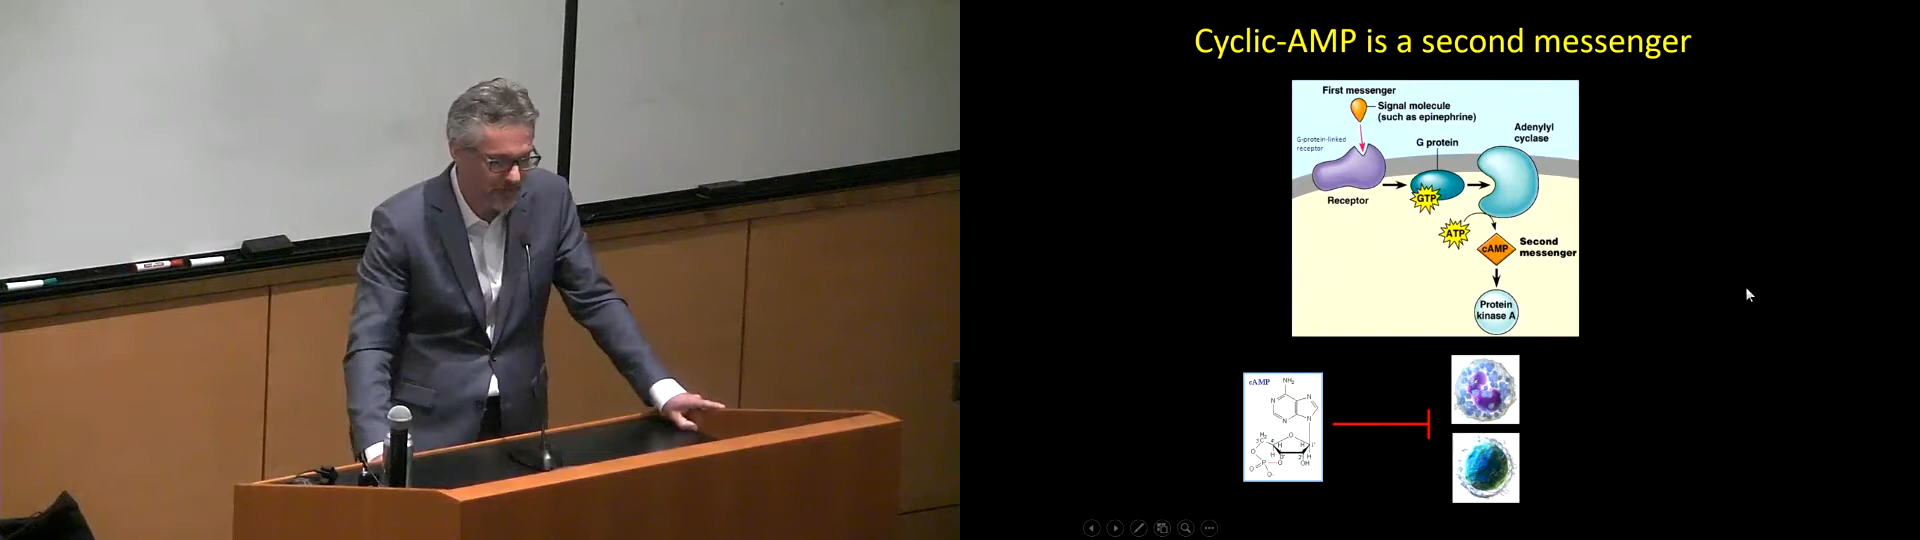 Cyclic-AMP is a second messenger
First messenger
Signal molecule
(such as epinephrine)
Adenylyl
cyclase
G-protein-linked
receptor
G protein
GTP
Receptor
ATP
cAMP
Second
messenger
Protein
kinase A
cAMP
NH₂
N
N
N
N
H₂
C
O
O
P
O
O
O⁻
H
H
H
H
OH